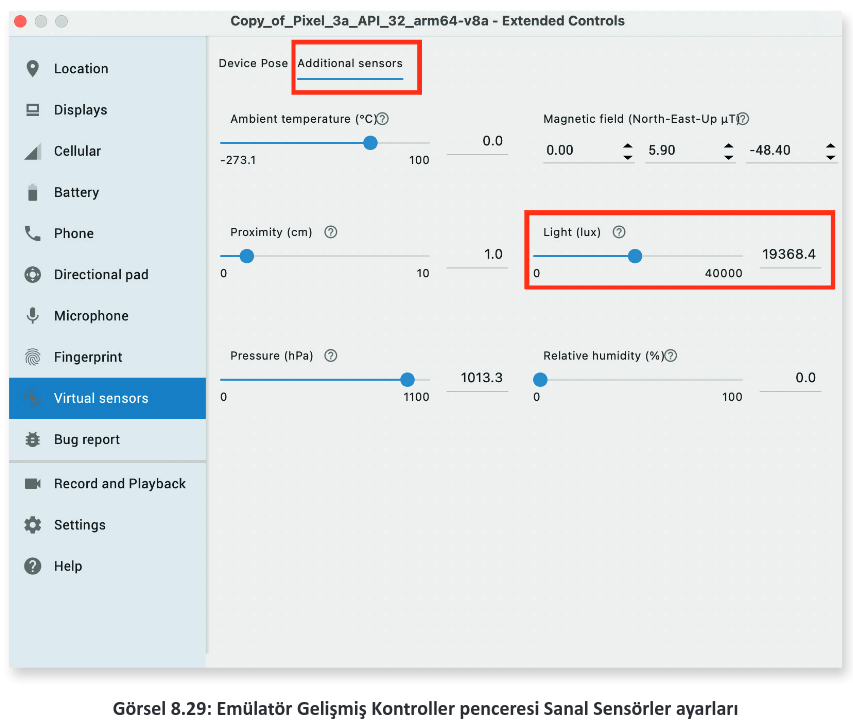 Copy_of_Pixel_3a_API_32_arm64-v8a - Extended Controls
Location
Displays
Cellular
Battery
Phone
Directional pad
Microphone
Fingerprint
Virtual sensors
Bug report
Record and Playback
Settings
Help
Device Pose Additional sensors
Ambient temperature (°C)
0.0
-273.1 100
Magnetic field (North-East-Up μT)
0.00 5.90 -48.40
Proximity (cm)
1.0
0 10
Light (lux)
19368.4
0 40000
Pressure (hPa)
1013.3
0 1100
Relative humidity (%)
0.0
0 100
Görsel 8.29: Emülatör Gelişmiş Kontroller penceresi Sanal Sensörler ayarları